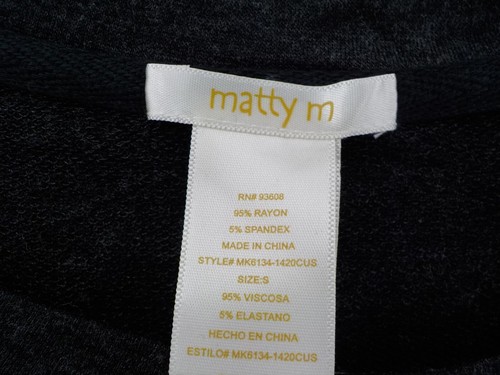 matty m
RN# 93608
95% RAYON
5% SPANDEX
MADE IN CHINA
STYLE# MK6134-1420CUS
SIZE:S
95% VISCOSA
5% ELASTANO
HECHO EN CHINA
ESTILO# MK6134-1420CUS